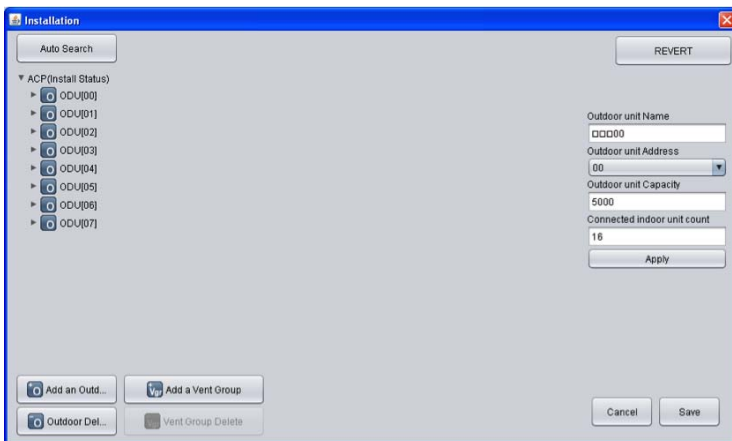 Installation
Auto Search
REVERT
ACP(Install Status)
ODU[00]
ODU[01]
ODU[02]
ODU[03]
ODU[04]
ODU[05]
ODU[06]
ODU[07]
Outdoor unit Name
□□□00
Outdoor unit Address
00
Outdoor unit Capacity
5000
Connected indoor unit count
16
Apply
Add an Outd...
Add a Vent Group
Outdoor Del...
Vent Group Delete
Cancel
Save